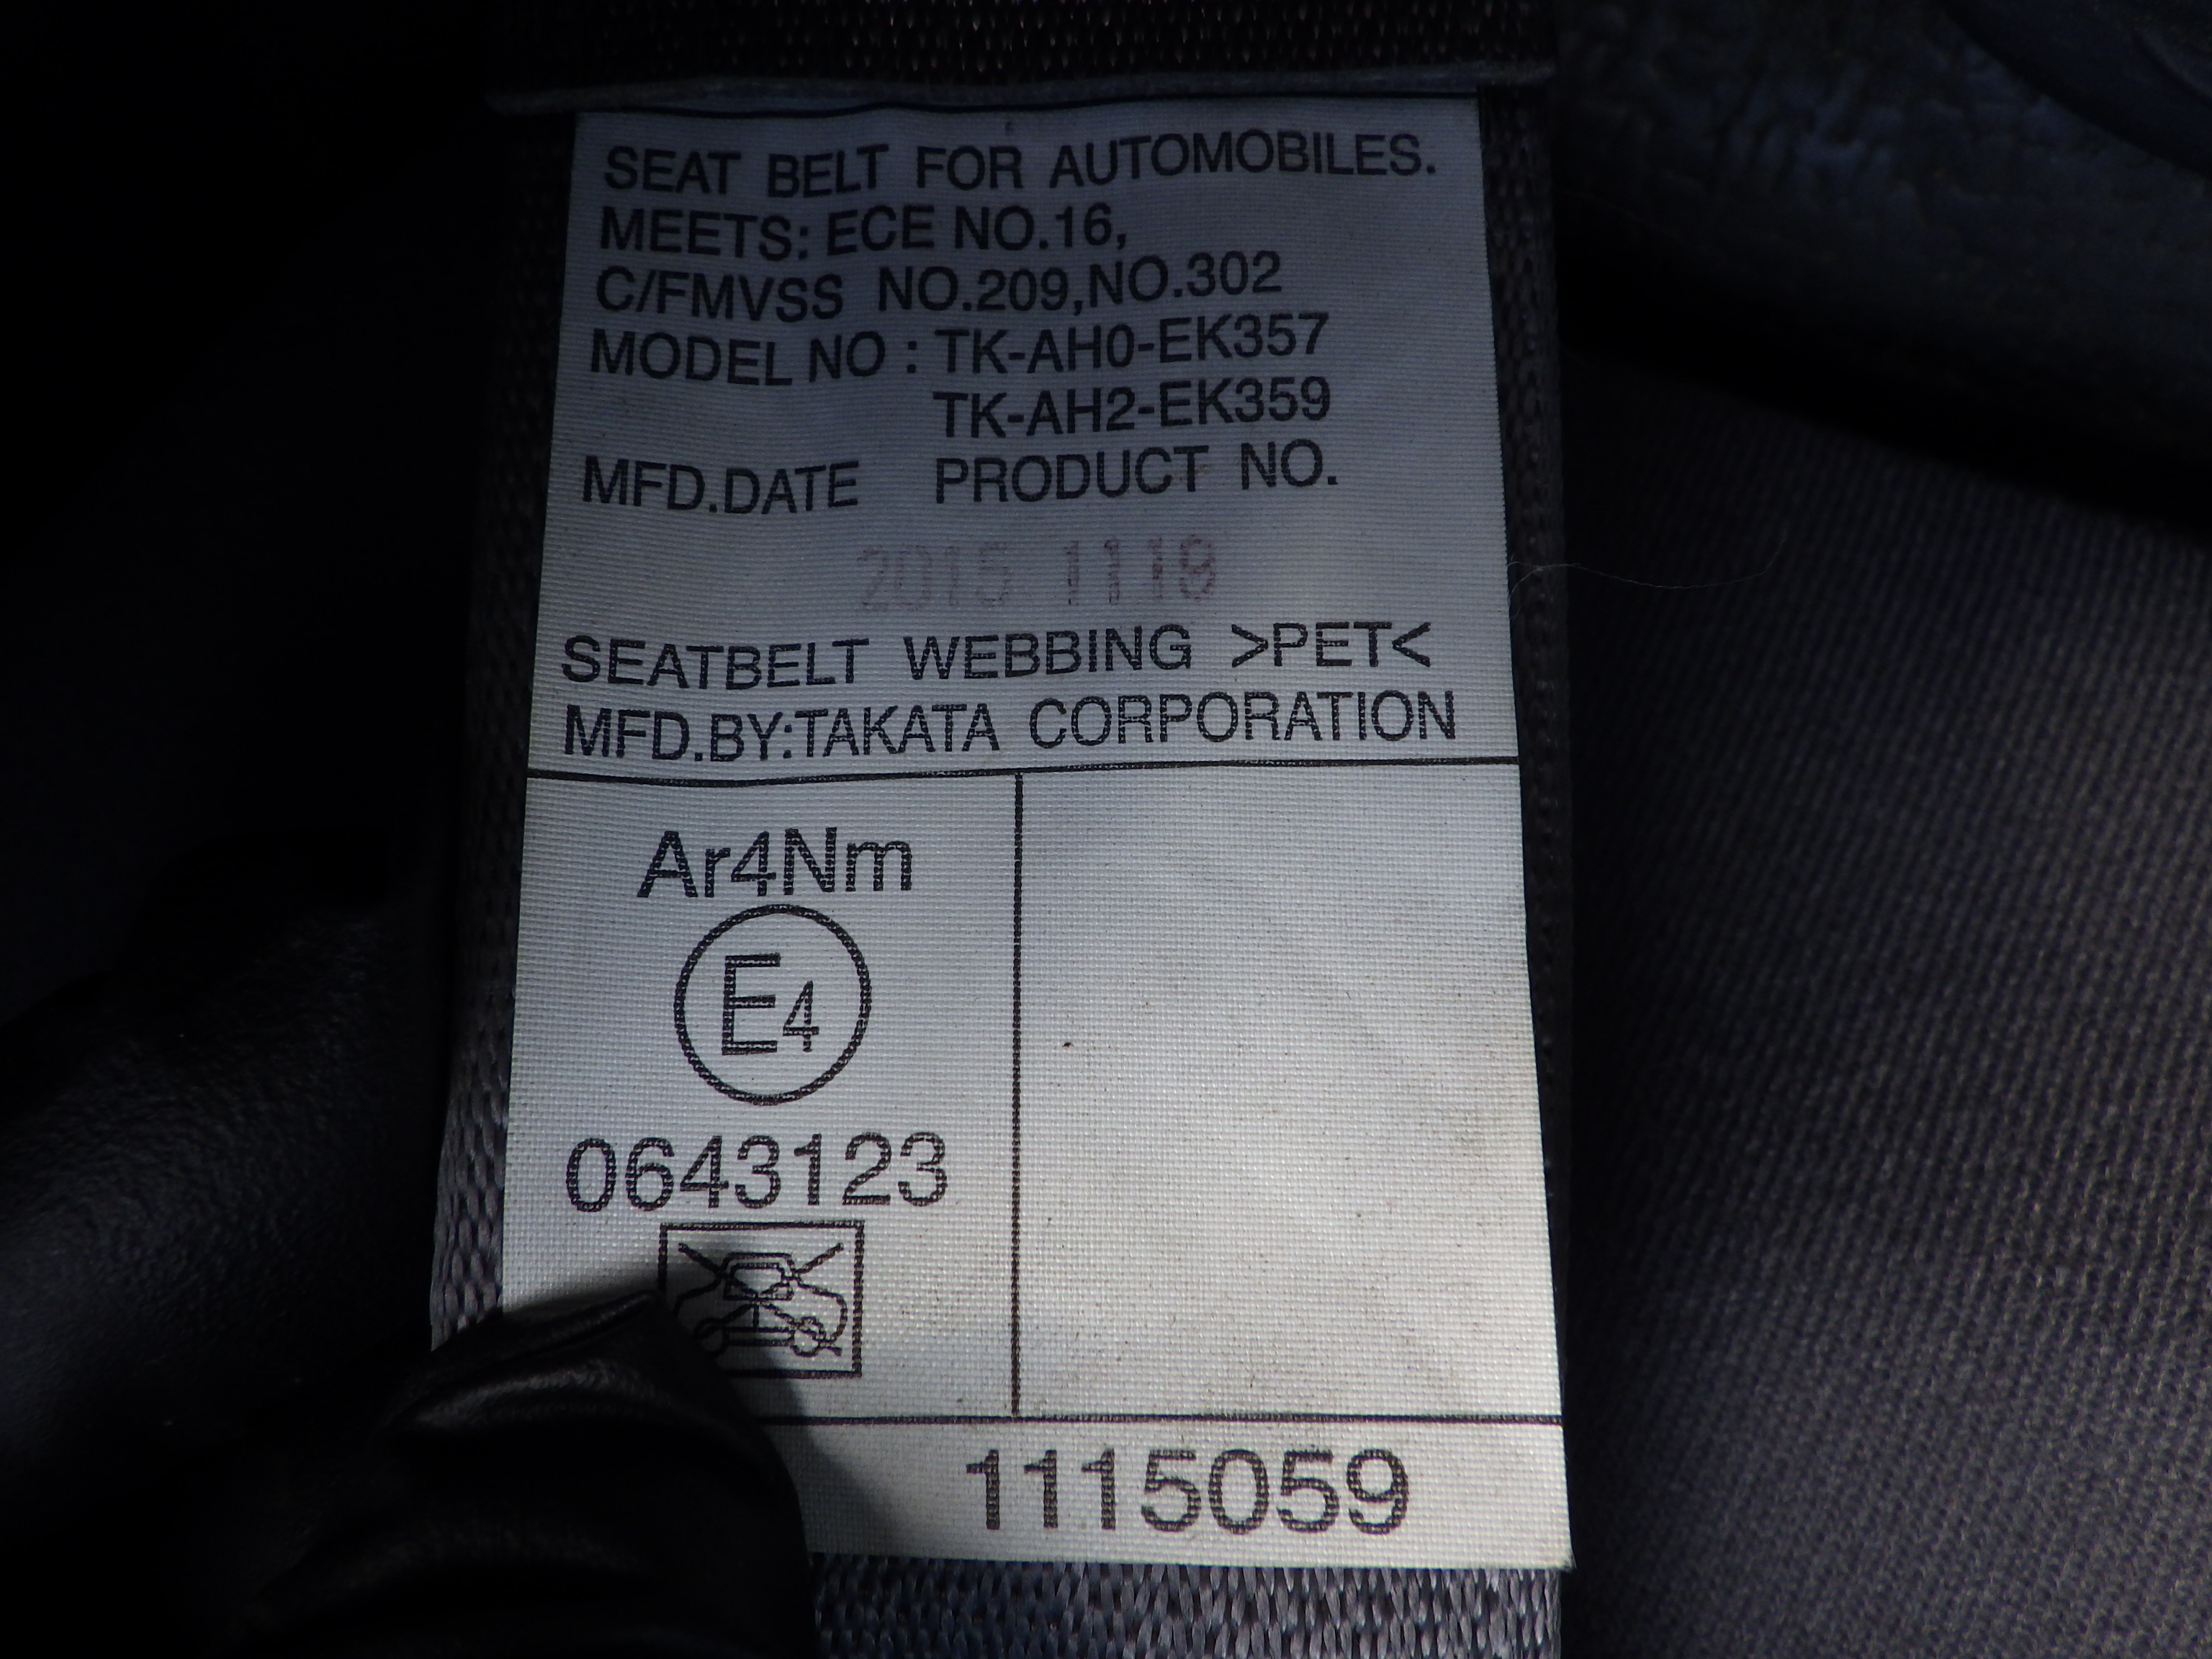 SEAT BELT FOR AUTOMOBILES.
MEETS: ECE NO.16,
C/FMVSS NO.209,NO.302
MODEL NO : TK-AH0-EK357
TK-AH2-EK359
MFD.DATE PRODUCT NO.
2015 1119
SEATBELT WEBBING >PET<
MFD.BY:TAKATA CORPORATION
Ar4Nm
E4
0643123
1115059